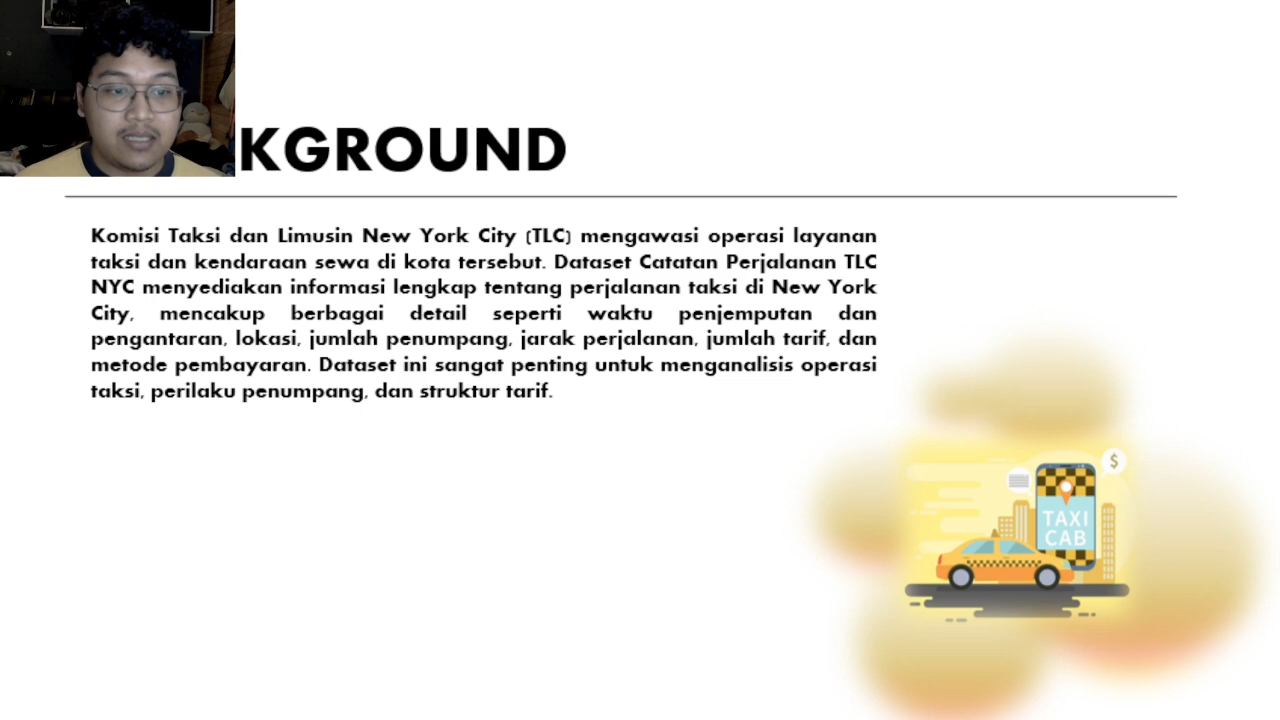 KGROUND
Komisi Taksi dan Limusin New York City (TLC) mengawasi operasi layanan
taksi dan kendaraan sewa di kota tersebut. Dataset Catatan Perjalanan TLC
NYC menyediakan informasi lengkap tentang perjalanan taksi di New York
City, mencakup berbagai detail seperti waktu penjemputan dan
pengantaran, lokasi, jumlah penumpang, jarak perjalanan, jumlah tarif, dan
metode pembayaran. Dataset ini sangat penting untuk menganalisis operasi
taksi, perilaku penumpang, dan struktur tarif.
$
TAXI
CAB